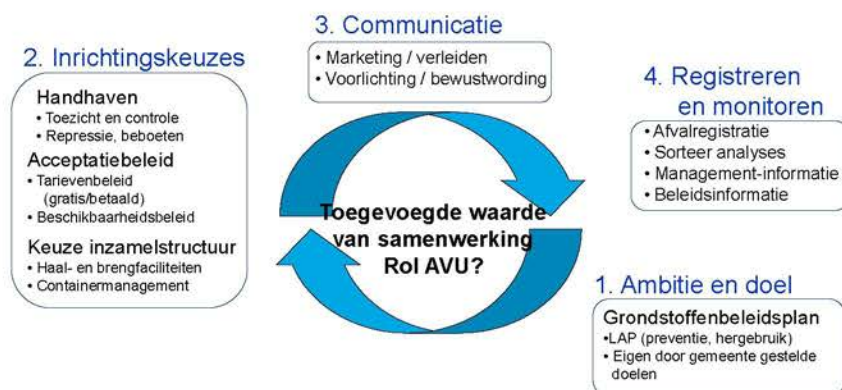 3. Communicatie
• Marketing / verleiden
• Voorlichting / bewustwording
2. Inrichtingskeuzes
Handhaven
• Toezicht en controle
• Repressie, beboeten
Acceptatiebeleid
• Tarievenbeleid
(gratis/betaald)
• Beschikbaarheidsbeleid
Keuze inzamelstructuur
• Haal- en brengfaciliteiten
• Containermanagement
4. Registreren
en monitoren
• Afvalregistratie
• Sorteer analyses
• Management-informatie
• Beleidsinformatie
Toegevoegde waarde
van samenwerking
Rol AVU?
1. Ambitie en doel
Grondstoffenbeleidsplan
•LAP (preventie, hergebruik)
• Eigen door gemeente gestelde
doelen